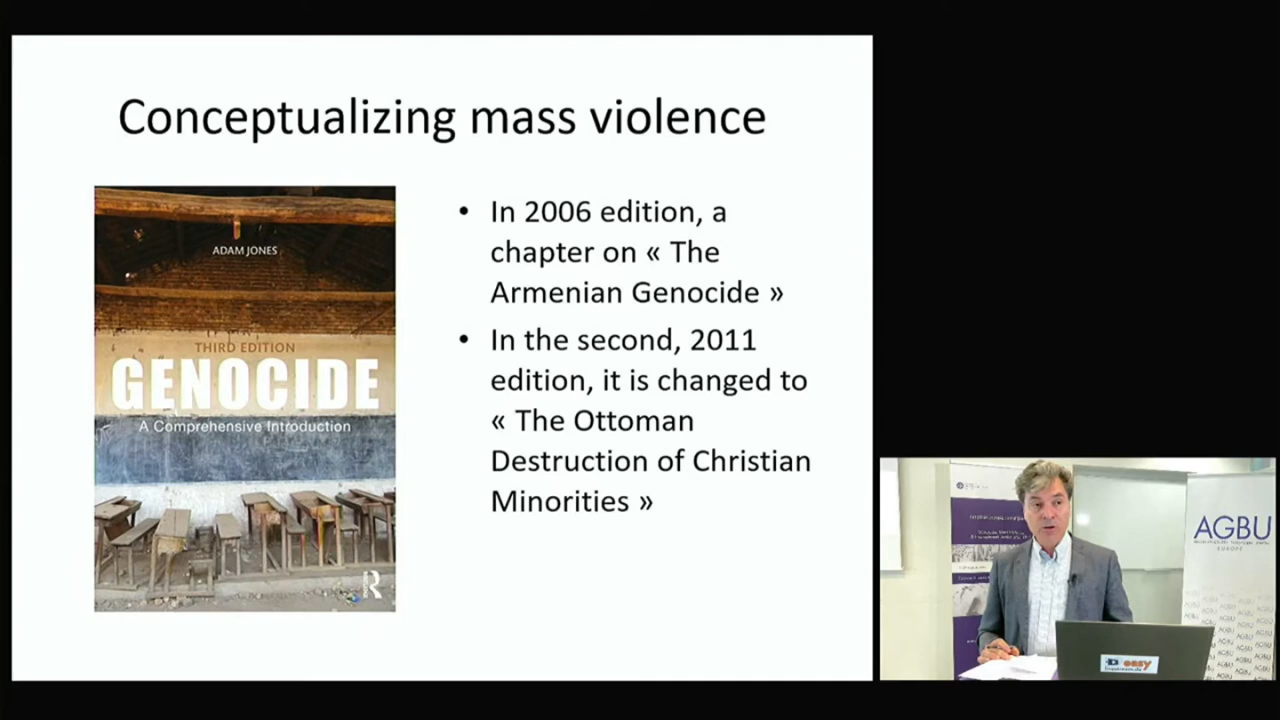 Conceptualizing mass violence
ADAM JONES
THIRD EDITION
GENOCIDE
A Comprehensive Introduction
R
• In 2006 edition, a
chapter on « The
Armenian Genocide »
• In the second, 2011
edition, it is changed to
« The Ottoman
Destruction of Christian
Minorities »
AGBU
EUROPE